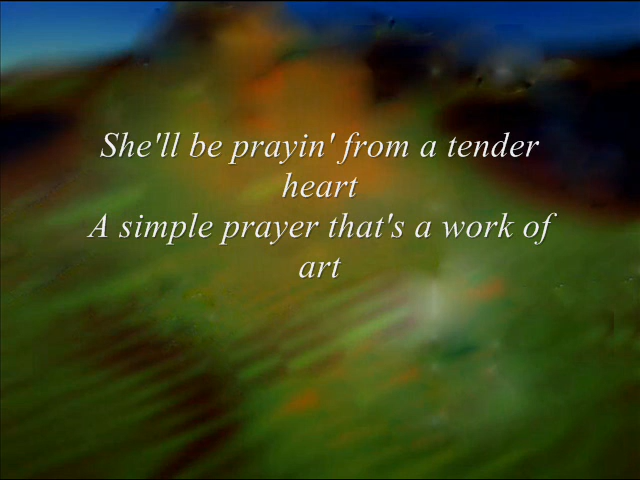 She'll be prayin' from a tender
heart
A simple prayer that's a work of
art